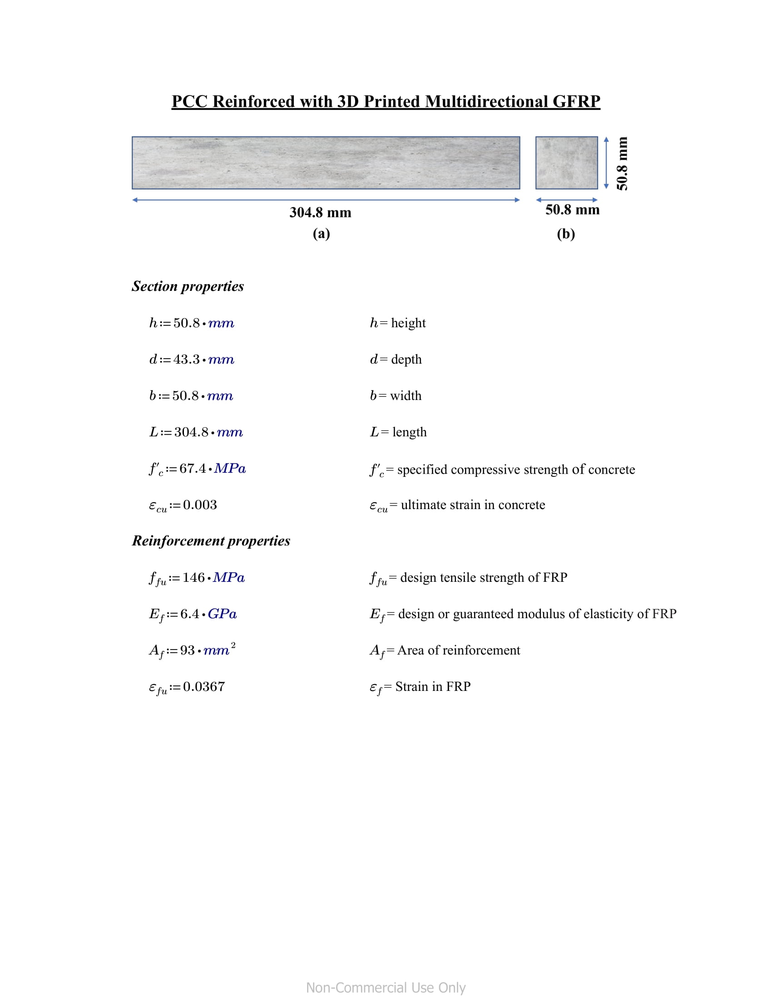 PCC Reinforced with 3D Printed Multidirectional GFRP
50.8 mm
304.8 mm
50.8 mm
(a)
(b)
Section properties
h:=50.8·mm h= height
d:=43.3·mm d= depth
b:=50.8·mm b= width
L:=304.8·mm L= length
f'c:=67.4·MPa f'c= specified compressive strength of concrete
εcu:=0.003 εcu= ultimate strain in concrete
Reinforcement properties
ffu:=146·MPa ffu= design tensile strength of FRP
Ef:=6.4·GPa Ef= design or guaranteed modulus of elasticity of FRP
Af:=93·mm² Af= Area of reinforcement
εfu:=0.0367 εf= Strain in FRP
Non-Commercial Use Only